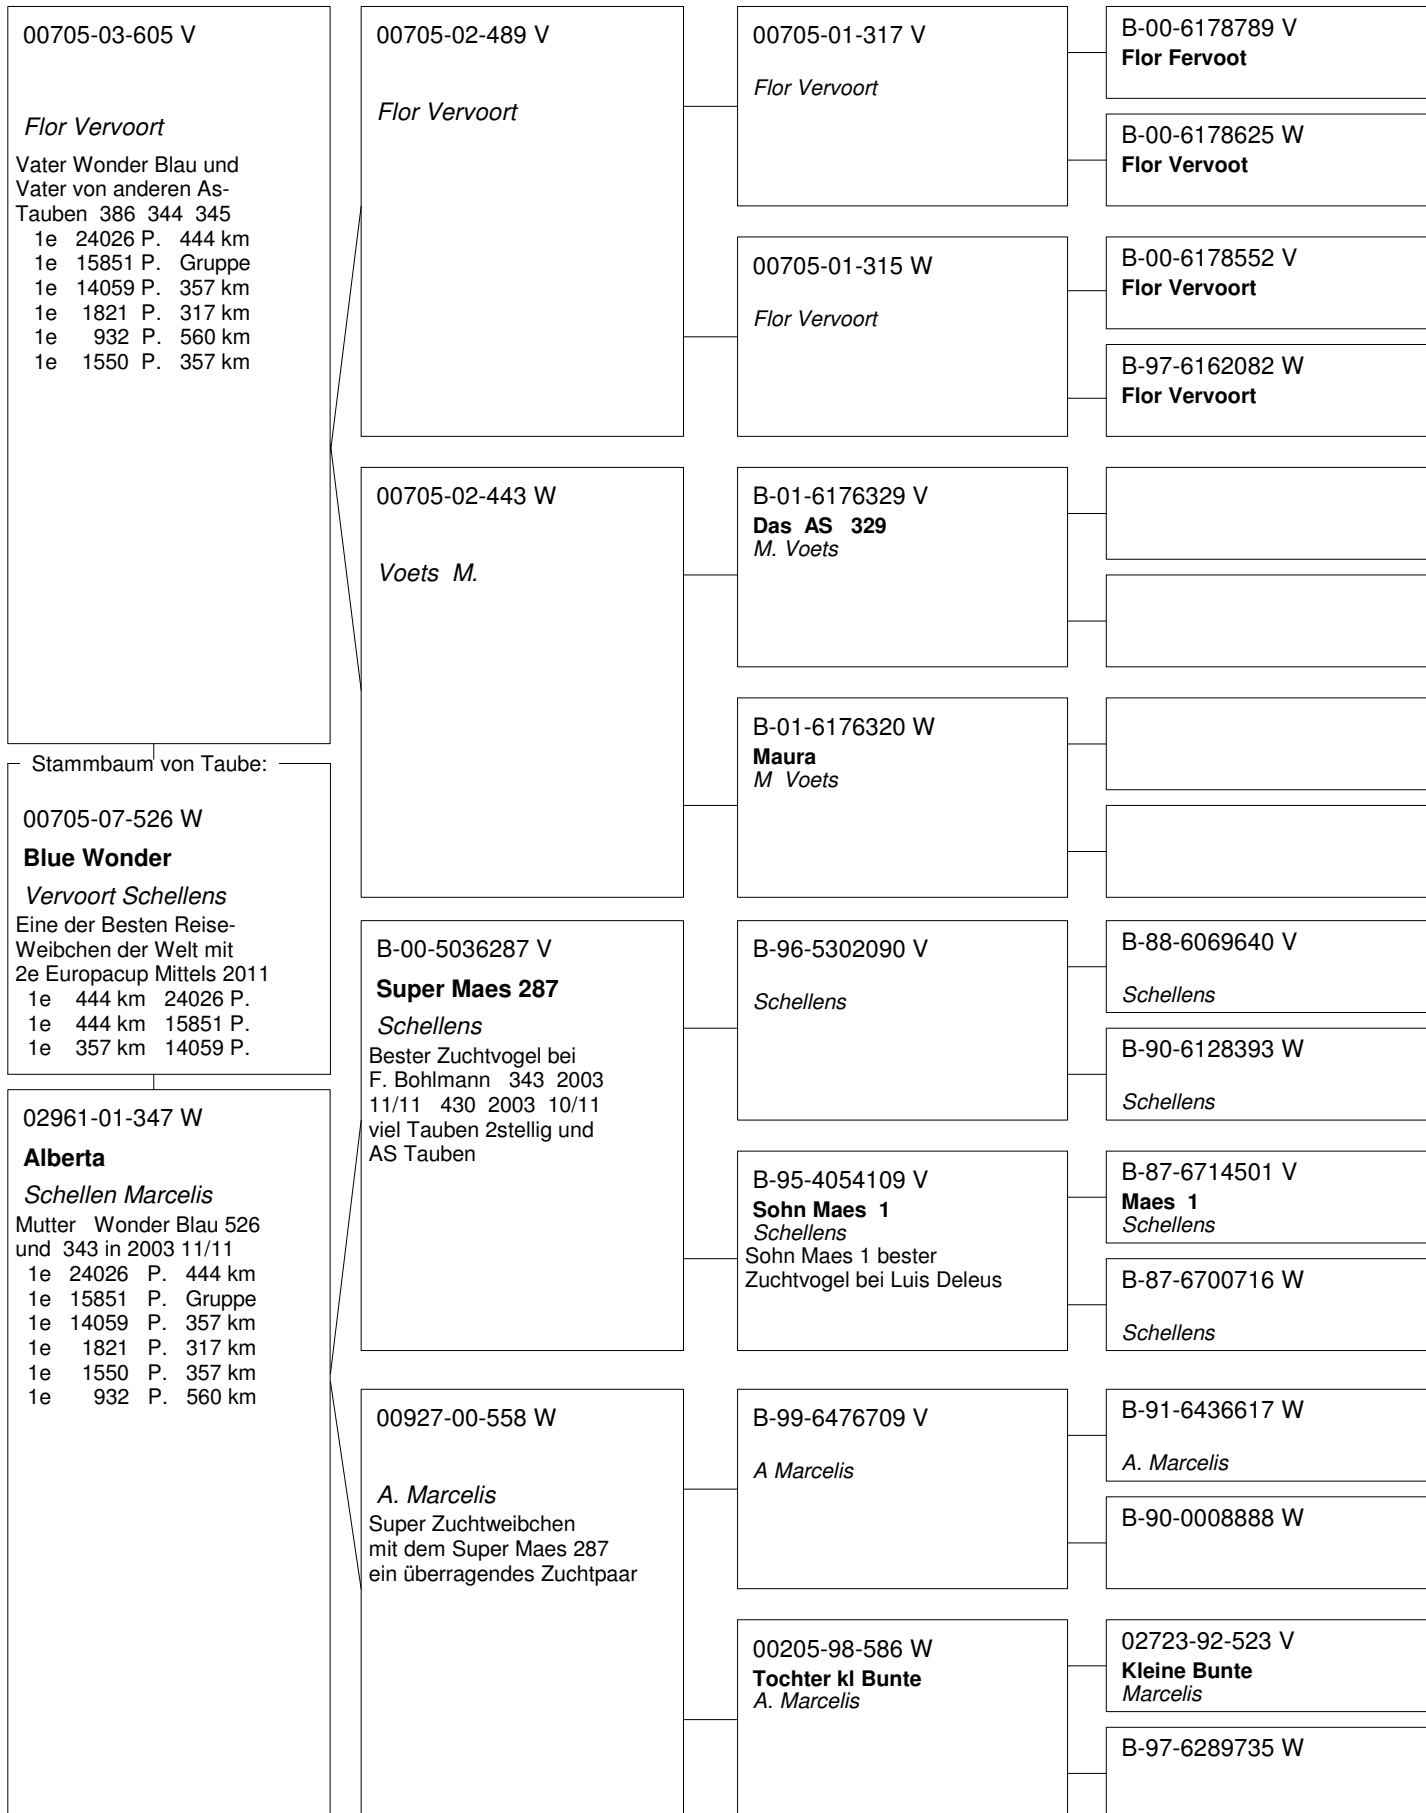 00705-03-605 V
Flor Vervoort
Vater Wonder Blau und
Vater von anderen As-
Tauben 386 344 345
1e 24026 P. 444 km
1e 15851 P. Gruppe
1e 14059 P. 357 km
1e 1821 P. 317 km
1e 932 P. 560 km
1e 1550 P. 357 km
Stammbaum von Taube:
00705-07-526 W
Blue Wonder
Vervoort Schellens
Eine der Besten Reise-
Weibchen der Welt mit
2e Europacup Mittels 2011
1e 444 km 24026 P.
1e 444 km 15851 P.
1e 357 km 14059 P.
02961-01-347 W
Alberta
Schellen Marcelis
Mutter Wonder Blau 526
und 343 in 2003 11/11
1e 24026 P. 444 km
1e 15851 P. Gruppe
1e 14059 P. 357 km
1e 1821 P. 317 km
1e 1550 P. 357 km
1e 932 P. 560 km
00705-02-489 V
Flor Vervoort
00705-02-443 W
Voets M.
B-00-5036287 V
Super Maes 287
Schellens
Bester Zuchtvogel bei
F. Bohlmann 343 2003
11/11 430 2003 10/11
viel Tauben 2stellig und
AS Tauben
00927-00-558 W
A. Marcelis
Super Zuchtweibchen
mit dem Super Maes 287
ein überragendes Zuchtpaar
00705-01-317 V
Flor Vervoort
00705-01-315 W
Flor Vervoort
B-01-6176329 V
Das AS 329
M. Voets
B-01-6176320 W
Maura
M Voets
B-96-5302090 V
Schellens
B-95-4054109 V
Sohn Maes 1
Schellens
Sohn Maes 1 bester
Zuchtvogel bei Luis Deleus
B-99-6476709 V
A Marcelis
00205-98-586 W
Tochter kl Bunte
A. Marcelis
B-00-6178789 V
Flor Fervoot
B-00-6178625 W
Flor Vervoot
B-00-6178552 V
Flor Vervoort
B-97-6162082 W
Flor Vervoort
B-88-6069640 V
Schellens
B-90-6128393 W
Schellens
B-87-6714501 V
Maes 1
Schellens
B-87-6700716 W
Schellens
B-91-6436617 W
A. Marcelis
B-90-0008888 W
02723-92-523 V
Kleine Bunte
Marcelis
B-97-6289735 W